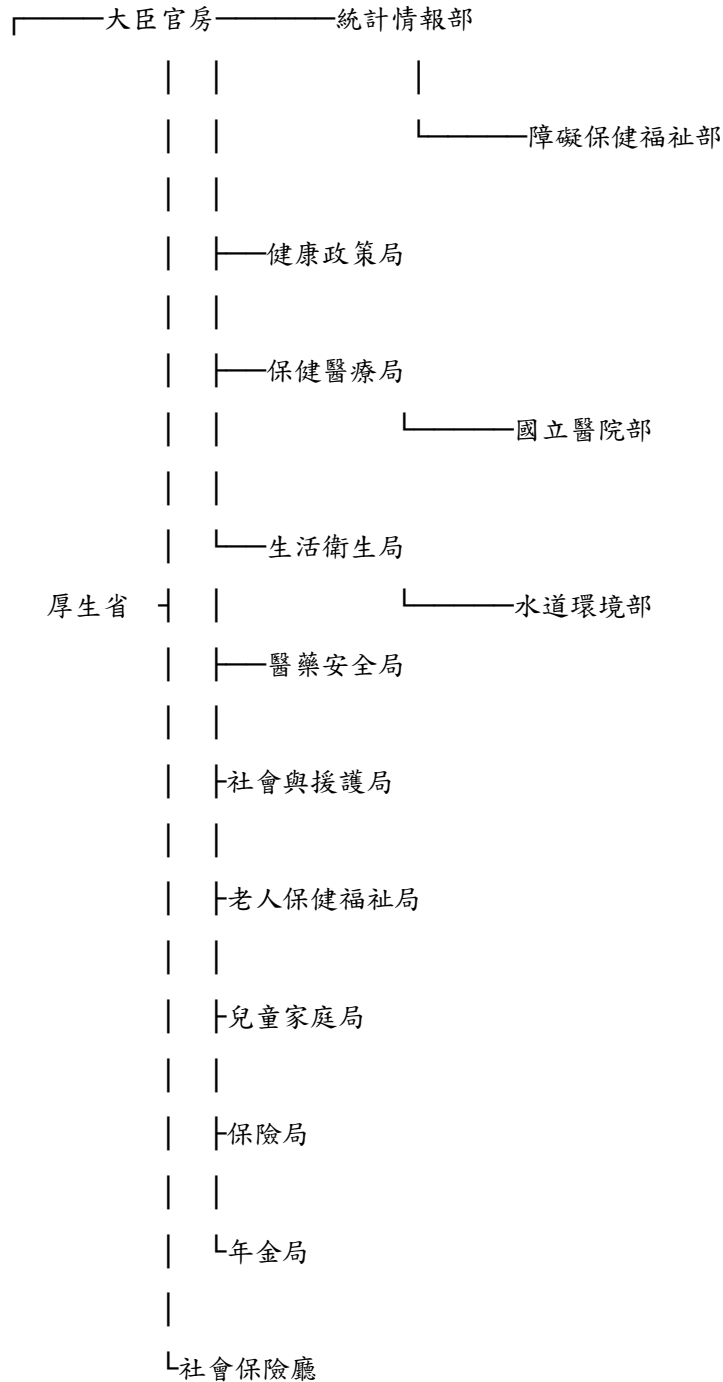 大臣官房 統計情報部
障礙保健福祉部
健康政策局
保健醫療局
國立醫院部
生活衛生局
厚生省 水道環境部
醫藥安全局
社會與援護局
老人保健福祉局
兒童家庭局
保險局
年金局
社會保險廳